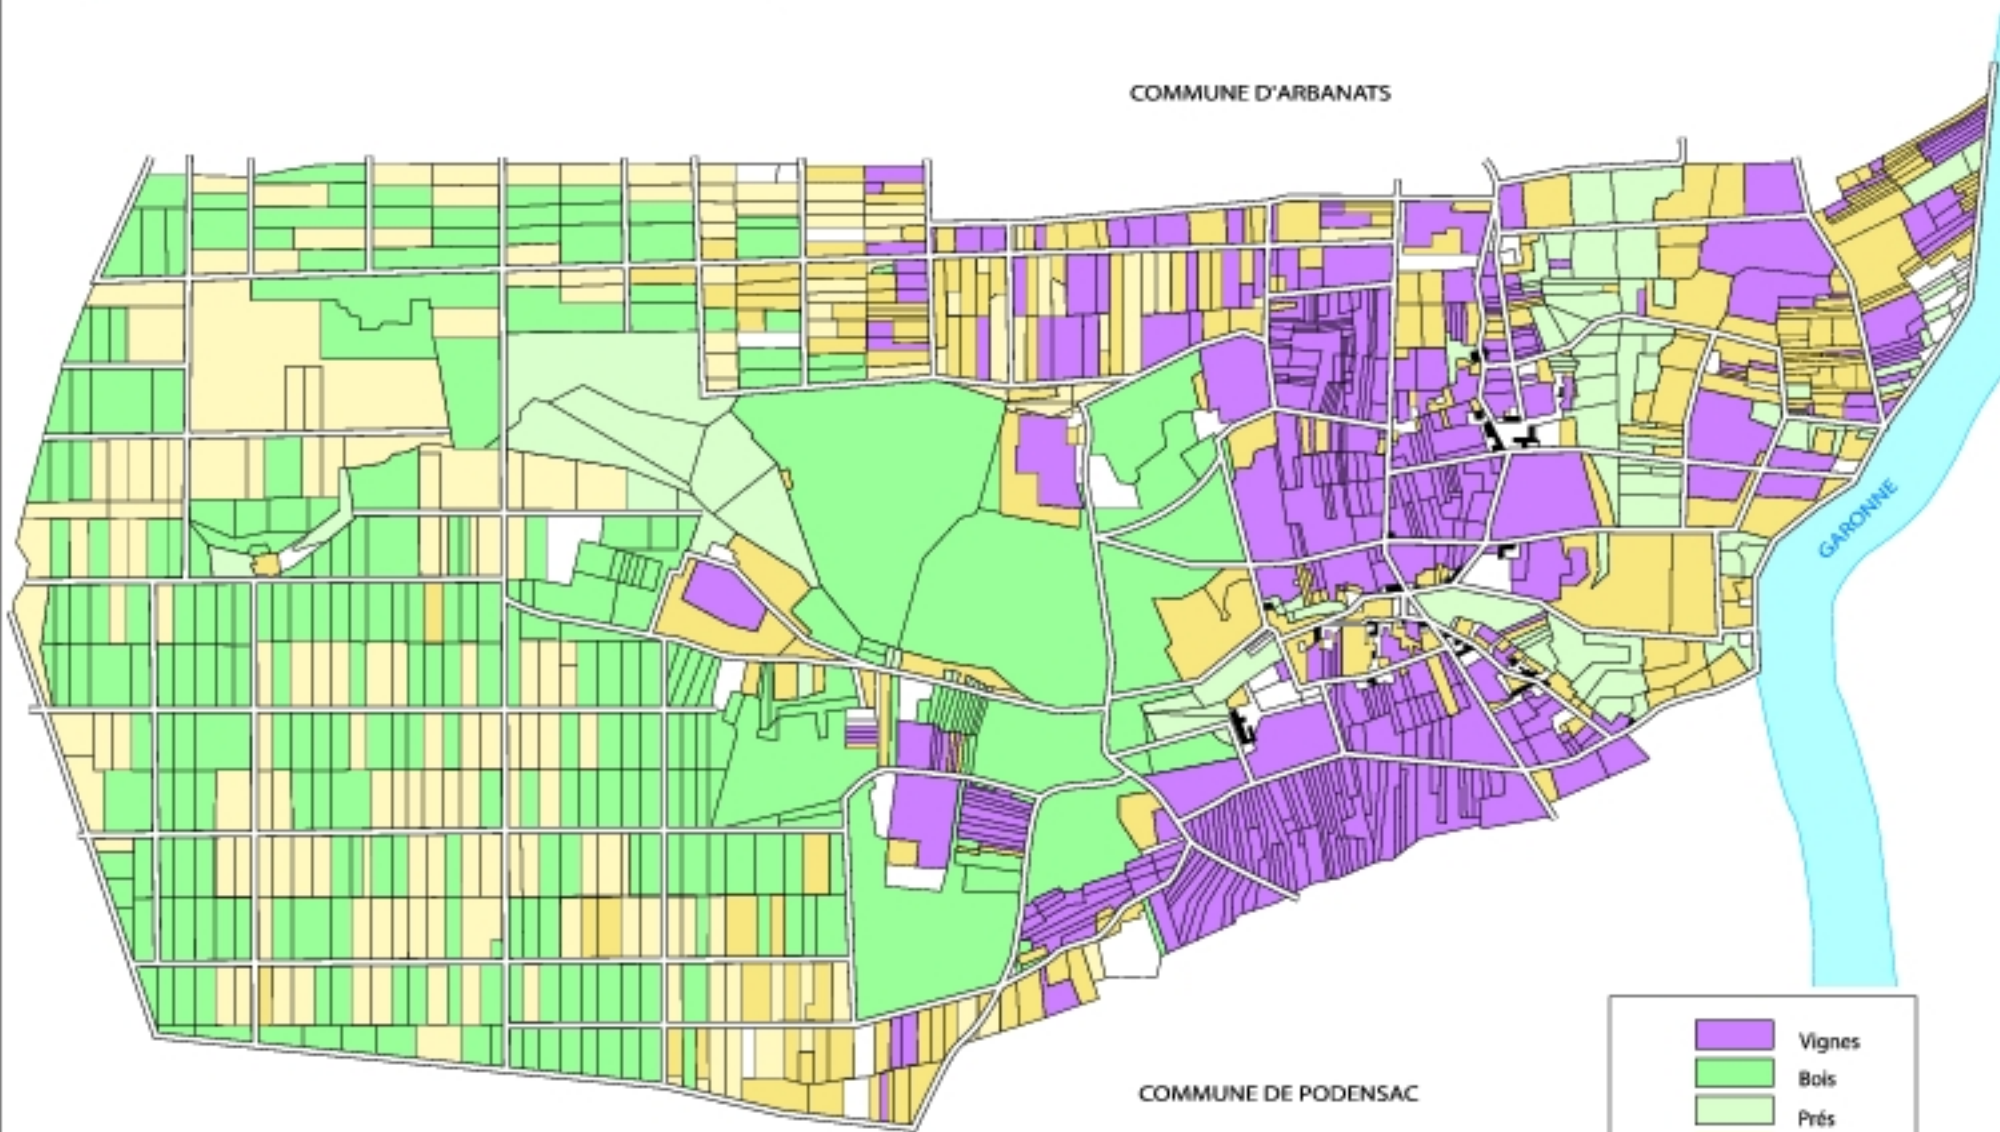 COMMUNE D'ARBANATS
GARONNE
COMMUNE DE PODENSAC
Vignes
Bois
Prés